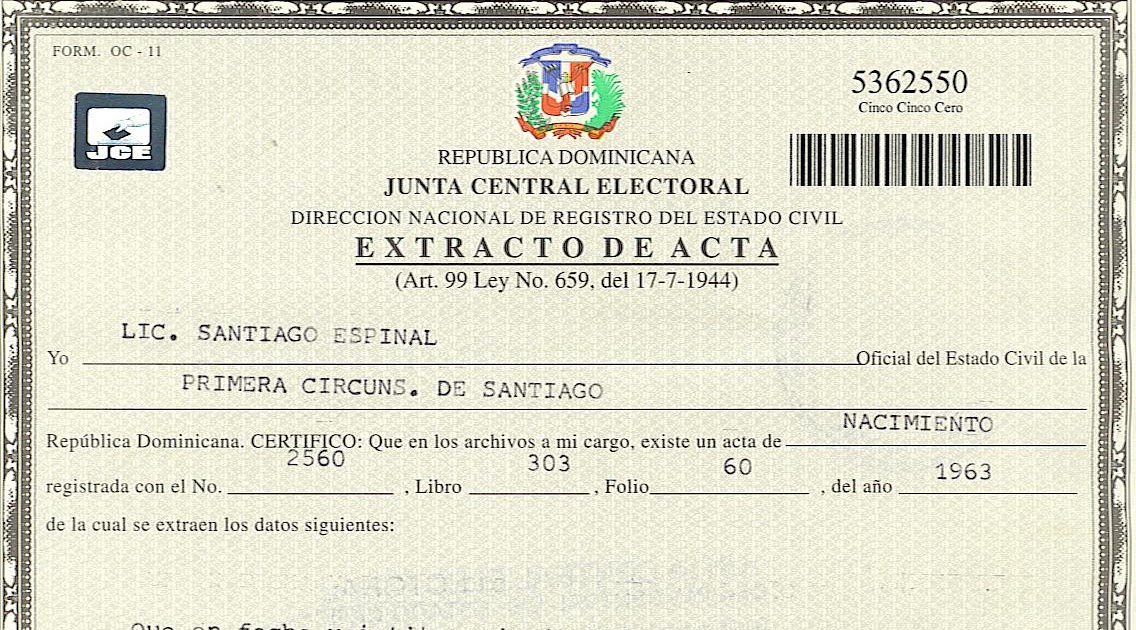 FORM. OC - 11
JCE
5362550
Cinco Cinco Cero
REPUBLICA DOMINICANA
JUNTA CENTRAL ELECTORAL
DIRECCION NACIONAL DE REGISTRO DEL ESTADO CIVIL
EXTRACTO DE ACTA
(Art. 99 Ley No. 659, del 17-7-1944)
LIC. SANTIAGO ESPINAL
Yo Oficial del Estado Civil de la
PRIMERA CIRCUNS. DE SANTIAGO
NACIMIENTO
República Dominicana. CERTIFICO: Que en los archivos a mi cargo, existe un acta de
2560 303 60 1963
registrada con el No. , Libro , Folio , del año
de la cual se extraen los datos siguientes:
Que en fecha